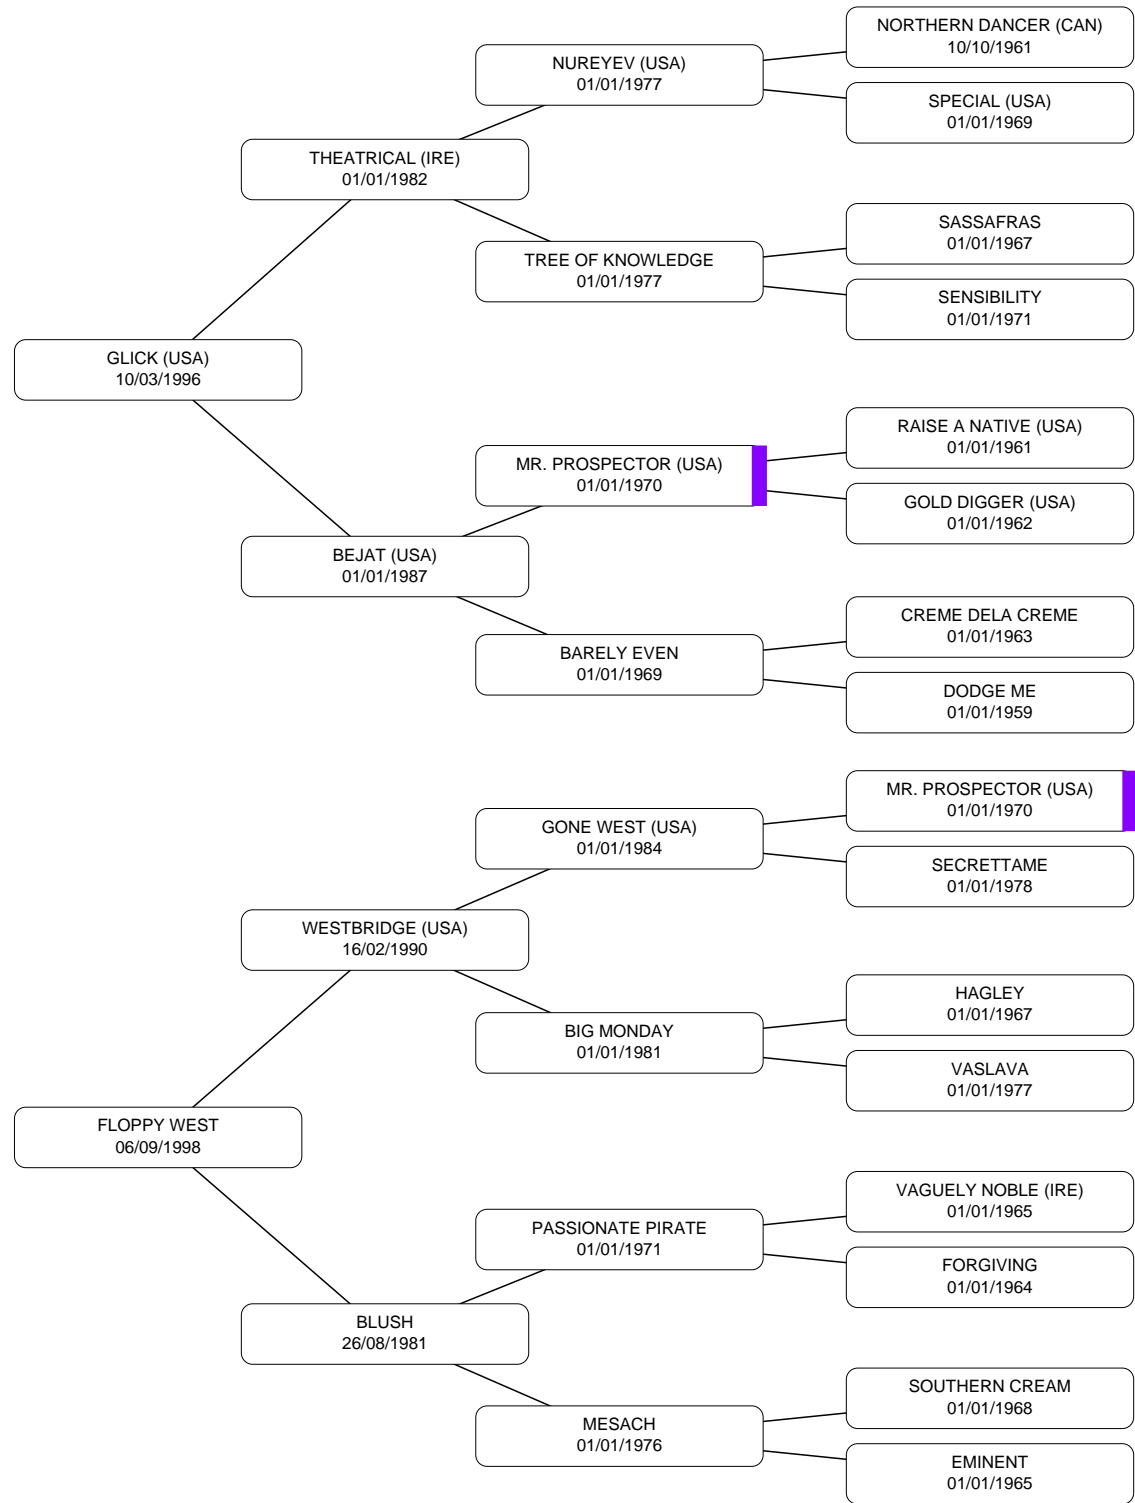 NORTHERN DANCER (CAN)
10/10/1961
NUREYEV (USA)
01/01/1977
SPECIAL (USA)
01/01/1969
THEATRICAL (IRE)
01/01/1982
SASSAFRAS
01/01/1967
TREE OF KNOWLEDGE
01/01/1977
SENSIBILITY
01/01/1971
GLICK (USA)
10/03/1996
RAISE A NATIVE (USA)
01/01/1961
MR. PROSPECTOR (USA)
01/01/1970
GOLD DIGGER (USA)
01/01/1962
BEJAT (USA)
01/01/1987
CREME DELA CREME
01/01/1963
BARELY EVEN
01/01/1969
DODGE ME
01/01/1959
MR. PROSPECTOR (USA)
01/01/1970
GONE WEST (USA)
01/01/1984
SECRETTAME
01/01/1978
WESTBRIDGE (USA)
16/02/1990
HAGLEY
01/01/1967
BIG MONDAY
01/01/1981
VASLAVA
01/01/1977
FLOPPY WEST
06/09/1998
VAGUELY NOBLE (IRE)
01/01/1965
PASSIONATE PIRATE
01/01/1971
FORGIVING
01/01/1964
BLUSH
26/08/1981
SOUTHERN CREAM
01/01/1968
MESACH
01/01/1976
EMINENT
01/01/1965